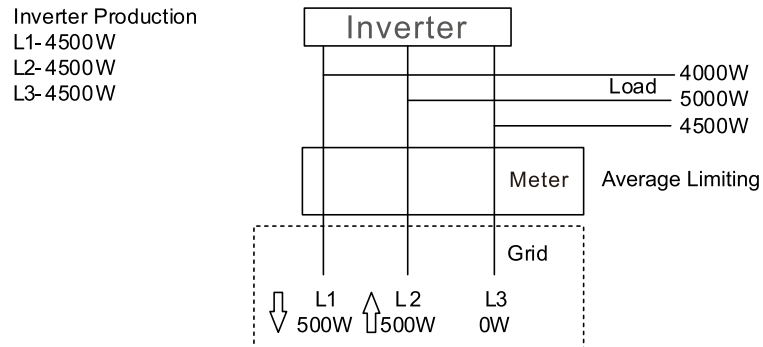 Inverter Production
L1-4500W
L2-4500W
L3-4500W
Inverter
4000W
Load
5000W
4500W
Meter
Average Limiting
Grid
L1
L2
L3
500W
500W
0W